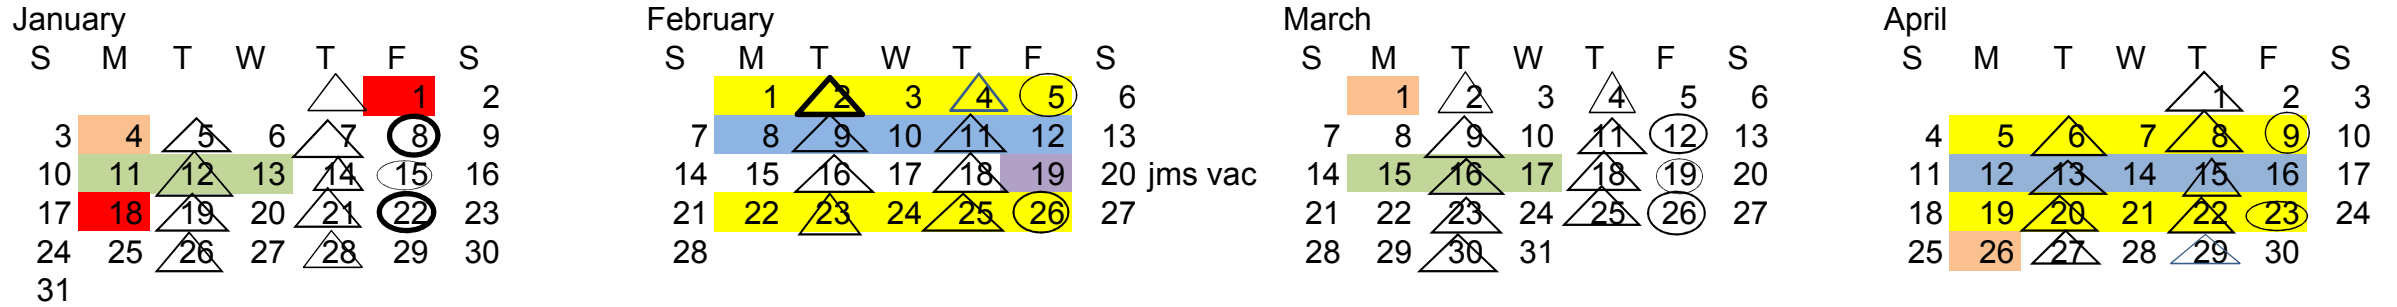 January February March April
S M T W T F S S M T W T F S S M T W T F S S M T W T F S
1 2 1 2 3 4 5 6 1 2 3 4 5 6 1 2 3
3 4 5 6 7 8 9 7 8 9 10 11 12 13 7 8 9 10 11 12 13 4 5 6 7 8 9 10
10 11 12 13 14 15 16 14 15 16 17 18 19 20 jms vac 14 15 16 17 18 19 20 11 12 13 14 15 16 17
17 18 19 20 21 22 23 21 22 23 24 25 26 27 21 22 23 24 25 26 27 18 19 20 21 22 23 24
24 25 26 27 28 29 30 28 28 29 30 31 25 26 27 28 29 30
31